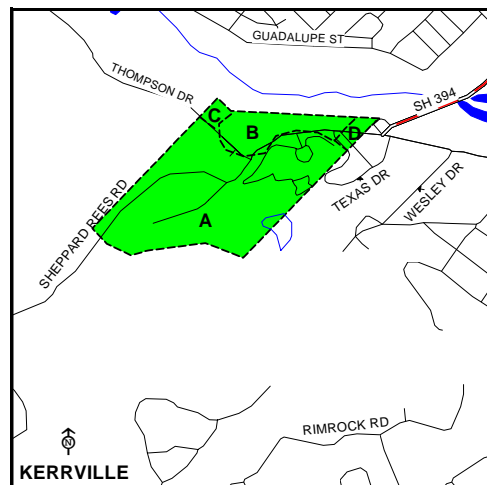 GUADALUPE ST
THOMPSON DR
SH 394
C
B
D
TEXAS DR
WESLEY DR
SHEPPARD REES RD
A
RIMROCK RD
N
KERRVILLE